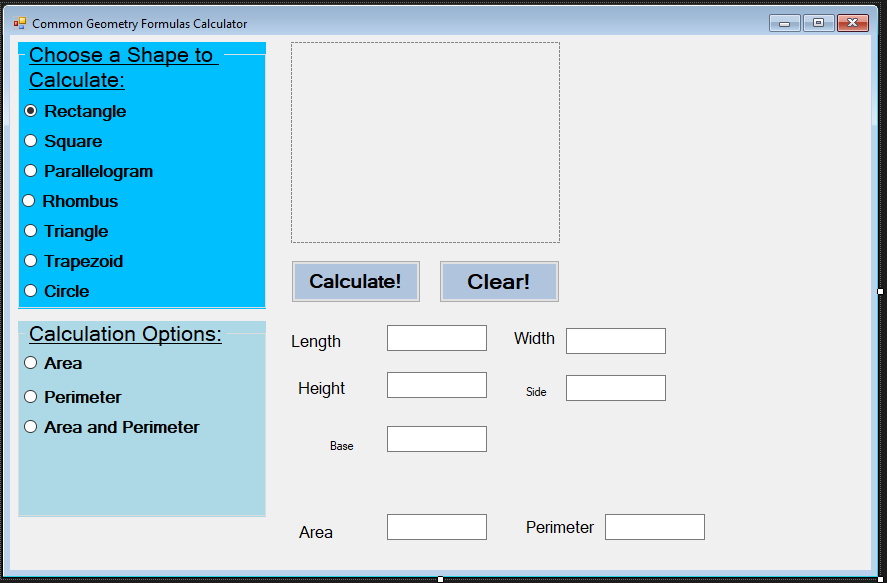 Common Geometry Formulas Calculator
Choose a Shape to
Calculate:
Rectangle
Square
Parallelogram
Rhombus
Triangle
Trapezoid
Circle
Calculation Options:
Area
Perimeter
Area and Perimeter
Calculate!
Clear!
Length
Width
Height
Side
Base
Area
Perimeter